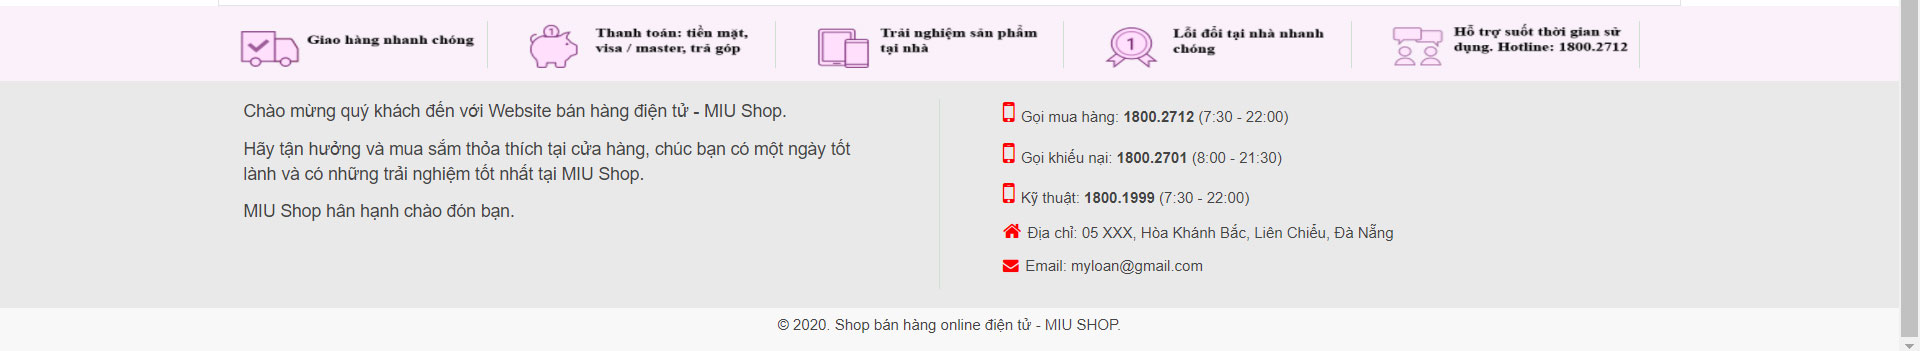 Giao hàng nhanh chóng
Thanh toán: tiền mặt,
visa / master, trả góp
Trải nghiệm sản phẩm
tại nhà
1
Lỗi đổi tại nhà nhanh
chóng
Hỗ trợ suốt thời gian sử
dụng. Hotline: 1800.2712
Chào mừng quý khách đến với Website bán hàng điện tử - MIU Shop.
Hãy tận hưởng và mua sắm thỏa thích tại cửa hàng, chúc bạn có một ngày tốt
lành và có những trải nghiệm tốt nhất tại MIU Shop.
MIU Shop hân hạnh chào đón bạn.
Gọi mua hàng: 1800.2712 (7:30 - 22:00)
Gọi khiếu nại: 1800.2701 (8:00 - 21:30)
Kỹ thuật: 1800.1999 (7:30 - 22:00)
Địa chỉ: 05 XXX, Hòa Khánh Bắc, Liên Chiểu, Đà Nẵng
Email: myloan@gmail.com
© 2020. Shop bán hàng online điện tử - MIU SHOP.